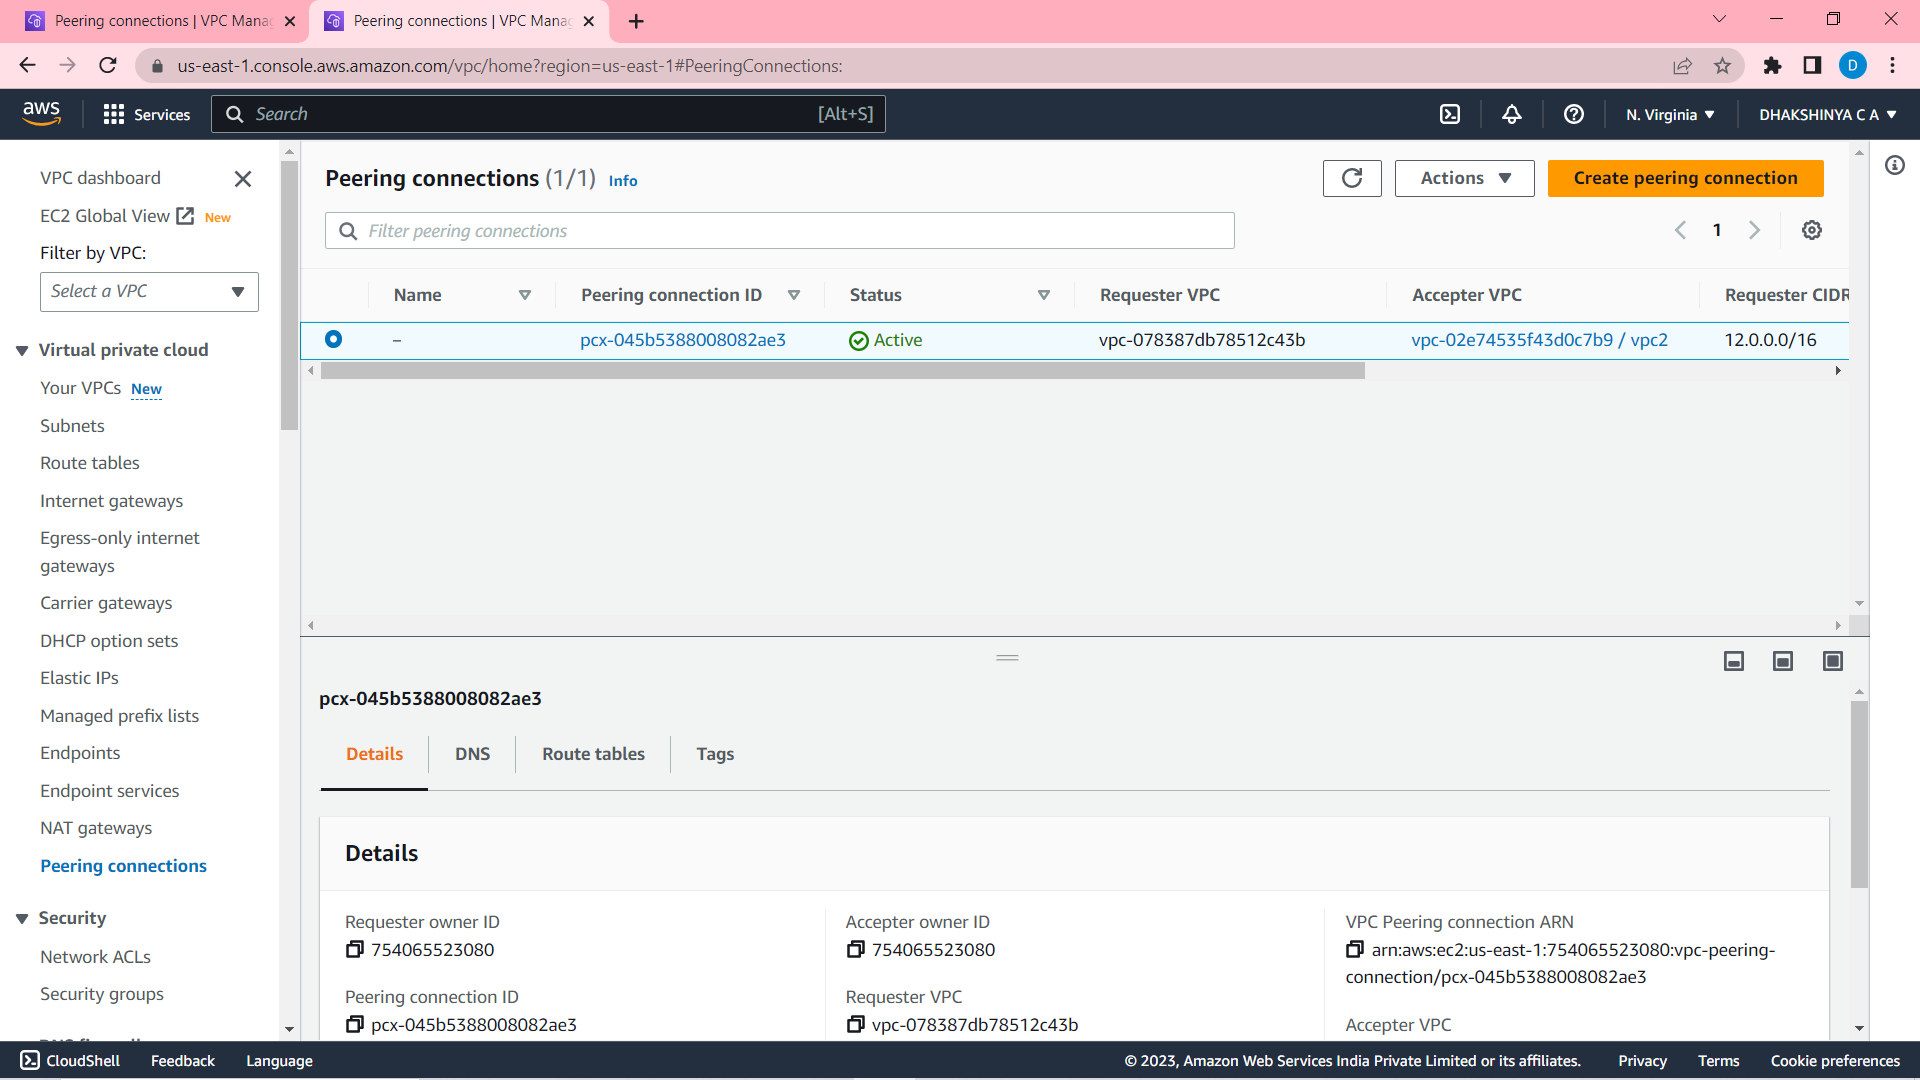 Peering connections | VPC Mana
Peering connections | VPC Mana
us-east-1.console.aws.amazon.com/vpc/home?region=us-east-1#PeeringConnections:
D
aws
Services
Search
[Alt+S]
N. Virginia
DHAKSHINYA C A
VPC dashboard
EC2 Global View New
Filter by VPC:
Select a VPC
Virtual private cloud
Your VPCs New
Subnets
Route tables
Internet gateways
Egress-only internet
gateways
Carrier gateways
DHCP option sets
Elastic IPs
Managed prefix lists
Endpoints
Endpoint services
NAT gateways
Peering connections
Security
Network ACLs
Security groups
Peering connections (1/1) Info
Actions
Create peering connection
Filter peering connections
1
Name Peering connection ID Status Requester VPC Accepter VPC Requester CIDR
– pcx-045b5388008082ae3 Active vpc-078387db78512c43b vpc-02e74535f43d0c7b9 / vpc2 12.0.0.0/16
pcx-045b5388008082ae3
Details DNS Route tables Tags
Details
Requester owner ID
754065523080
Peering connection ID
pcx-045b5388008082ae3
Accepter owner ID
754065523080
Requester VPC
vpc-078387db78512c43b
VPC Peering connection ARN
arn:aws:ec2:us-east-1:754065523080:vpc-peering-
connection/pcx-045b5388008082ae3
Accepter VPC
CloudShell Feedback Language © 2023, Amazon Web Services India Private Limited or its affiliates. Privacy Terms Cookie preferences